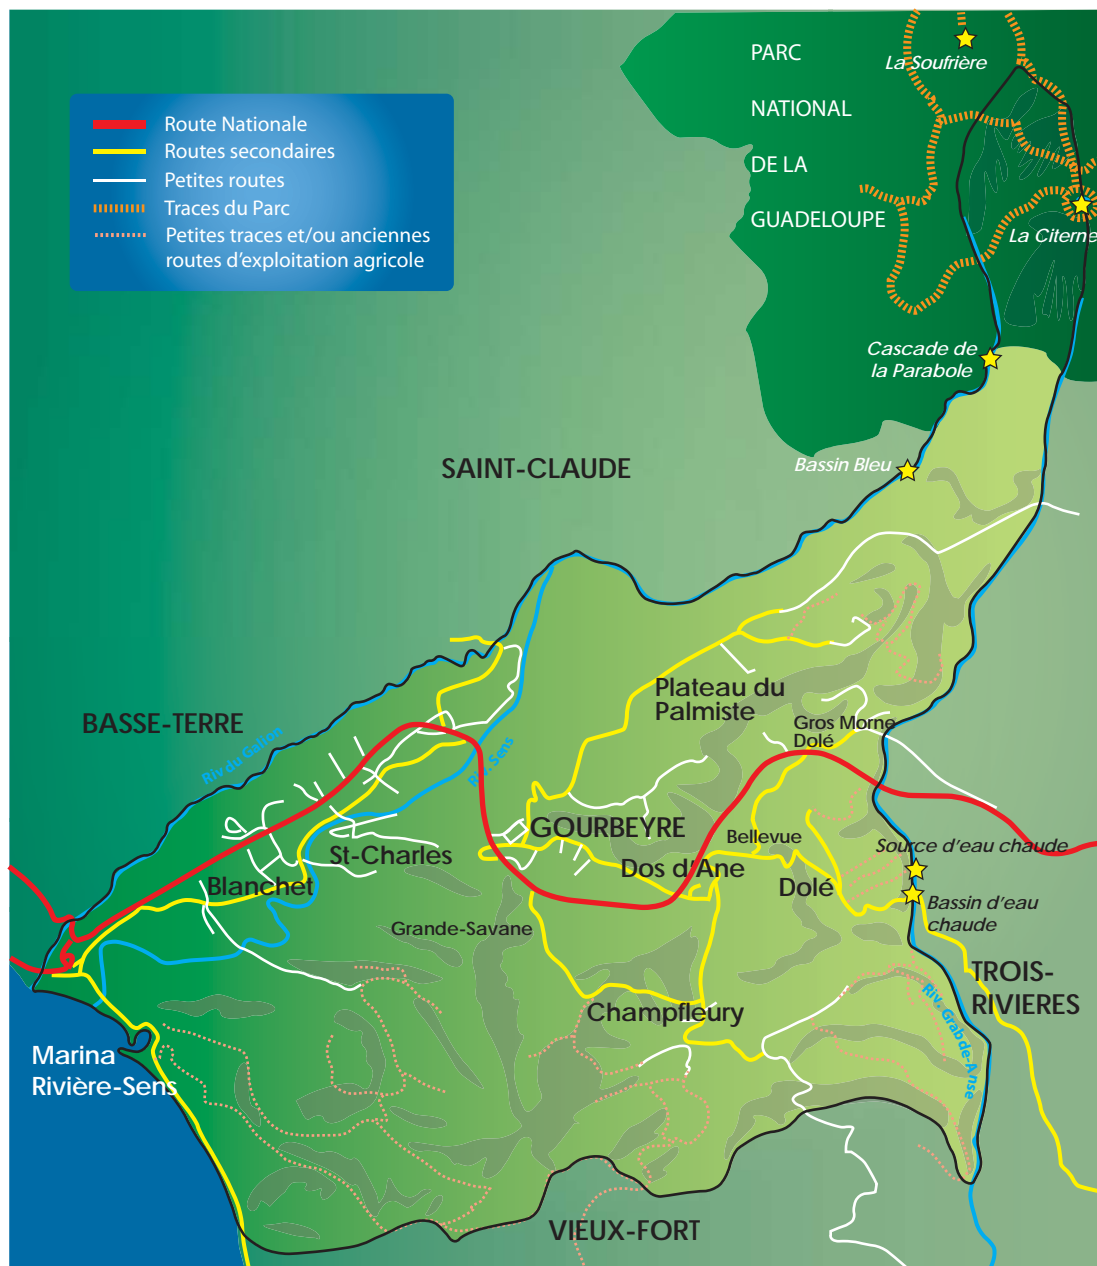 PARC
La Soufrière
NATIONAL
DE LA
GUADELOUPE
La Citerne
Route Nationale
Routes secondaires
Petites routes
Traces du Parc
Petites traces et/ou anciennes
routes d'exploitation agricole
Cascade de
la Parabole
Bassin Bleu
SAINT-CLAUDE
BASSE-TERRE
Riv du Galion
Riv. Sens
Plateau du
Palmiste
Gros Morne
Dolé
GOURBEYRE
Bellevue
St-Charles
Blanchet
Dos d'Ane
Dolé
Source d'eau chaude
Bassin d'eau
chaude
Grande-Savane
TROIS-
RIVIERES
Champfleury
Riv. Grab de-Anse
Marina
Rivière-Sens
VIEUX-FORT